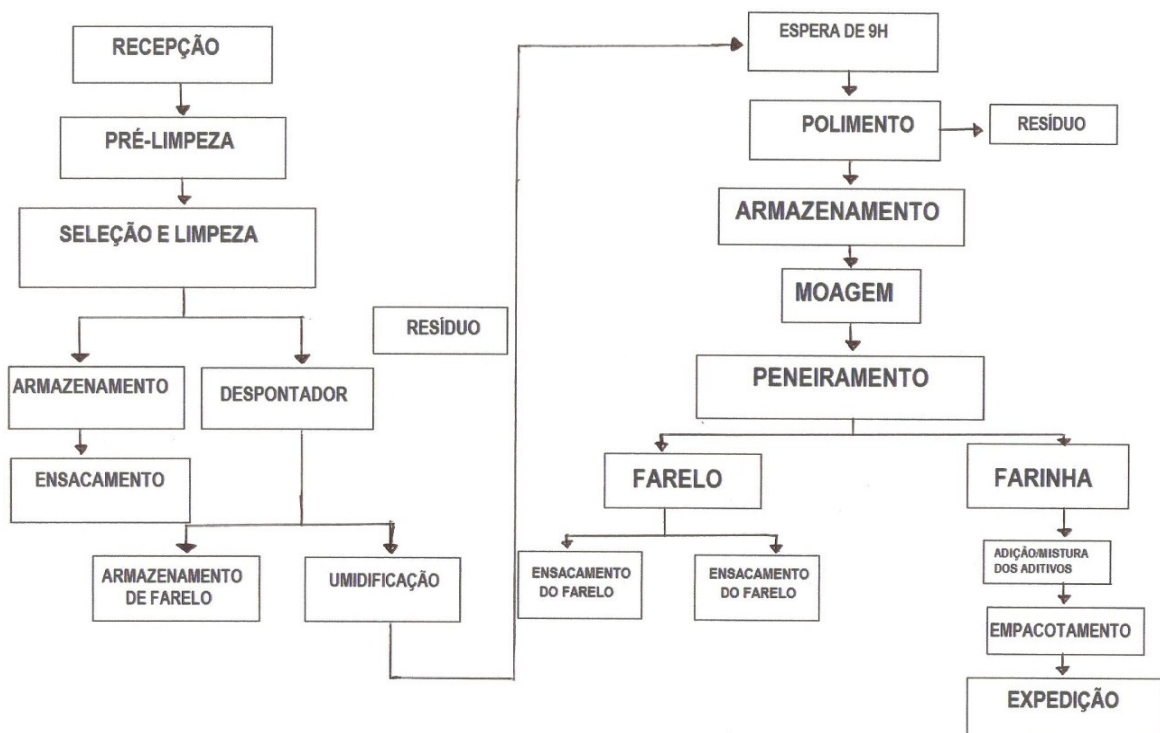 RECEPÇÃO
PRÉ-LIMPEZA
SELEÇÃO E LIMPEZA
RESÍDUO
ARMAZENAMENTO
DESPONTADOR
ENSACAMENTO
ARMAZENAMENTO
DE FARELO
UMIDIFICAÇÃO
ESPERA DE 9H
POLIMENTO
RESÍDUO
ARMAZENAMENTO
MOAGEM
PENEIRAMENTO
FARELO
FARINHA
ENSACAMENTO
DO FARELO
ENSACAMENTO
DO FARELO
ADIÇÃO/MISTURA
DOS ADITIVOS
EMPACOTAMENTO
EXPEDIÇÃO